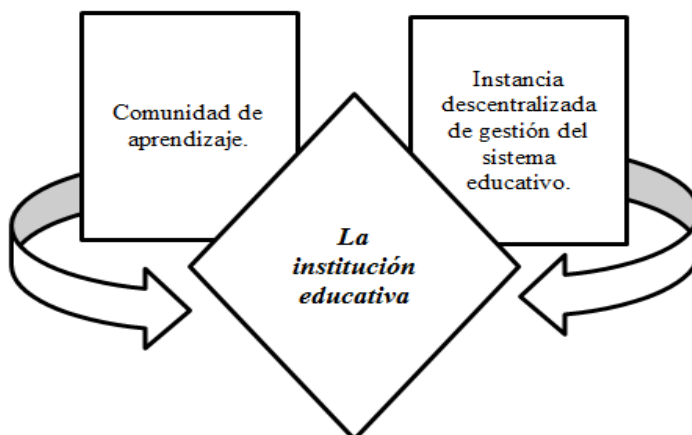 Comunidad de
aprendizaje.
Instancia
descentralizada
de gestión del
sistema
educativo.
La
institución
educativa